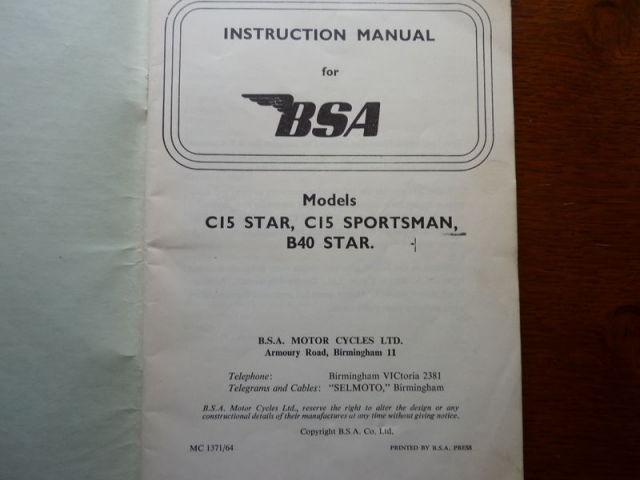 INSTRUCTION MANUAL
for
BSA
Models
C15 STAR, C15 SPORTSMAN,
B40 STAR.
B.S.A. MOTOR CYCLES LTD.
Armoury Road, Birmingham 11
Telephone: Birmingham VICtoria 2381
Telegrams and Cables: "SELMOTO," Birmingham
B.S.A. Motor Cycles Ltd., reserve the right to alter the design or any
constructional details of their manufactures at any time without giving notice.
Copyright B.S.A. Co. Ltd.
MC 1371/64 PRINTED BY B.S.A. PRESS